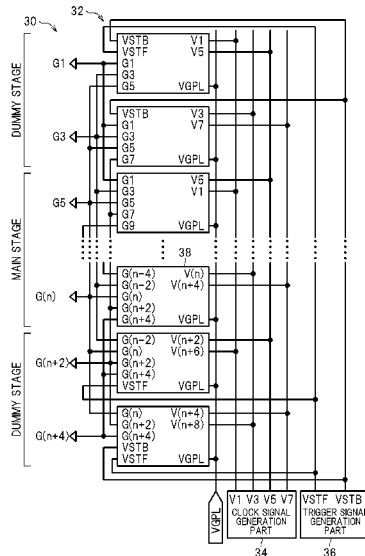 30
32
DUMMY STAGE
MAIN STAGE
DUMMY STAGE
G1
G3
G5
G(n)
G(n+2)
G(n+4)
VSTB V1
VSTF V5
G1
G3
G5 VGPL
VSTB V3
G1 V7
G3
G5
G7 VGPL
G1 V5
G3 V1
G5
G7
G9 VGPL
38
G(n-4) V(n)
G(n-2) V(n+4)
G(n)
G(n+2)
G(n+4) VGPL
G(n-2) V(n+2)
G(n) V(n+6)
G(n+2)
G(n+4)
VSTF VGPL
G(n) V(n+4)
G(n+2) V(n+8)
G(n+4)
VSTB
VSTF VGPL
VGPL
V1 V3 V5 V7
CLOCK SIGNAL
GENERATION
PART
34
VSTF VSTB
TRIGGER SIGNAL
GENERATION
PART
36